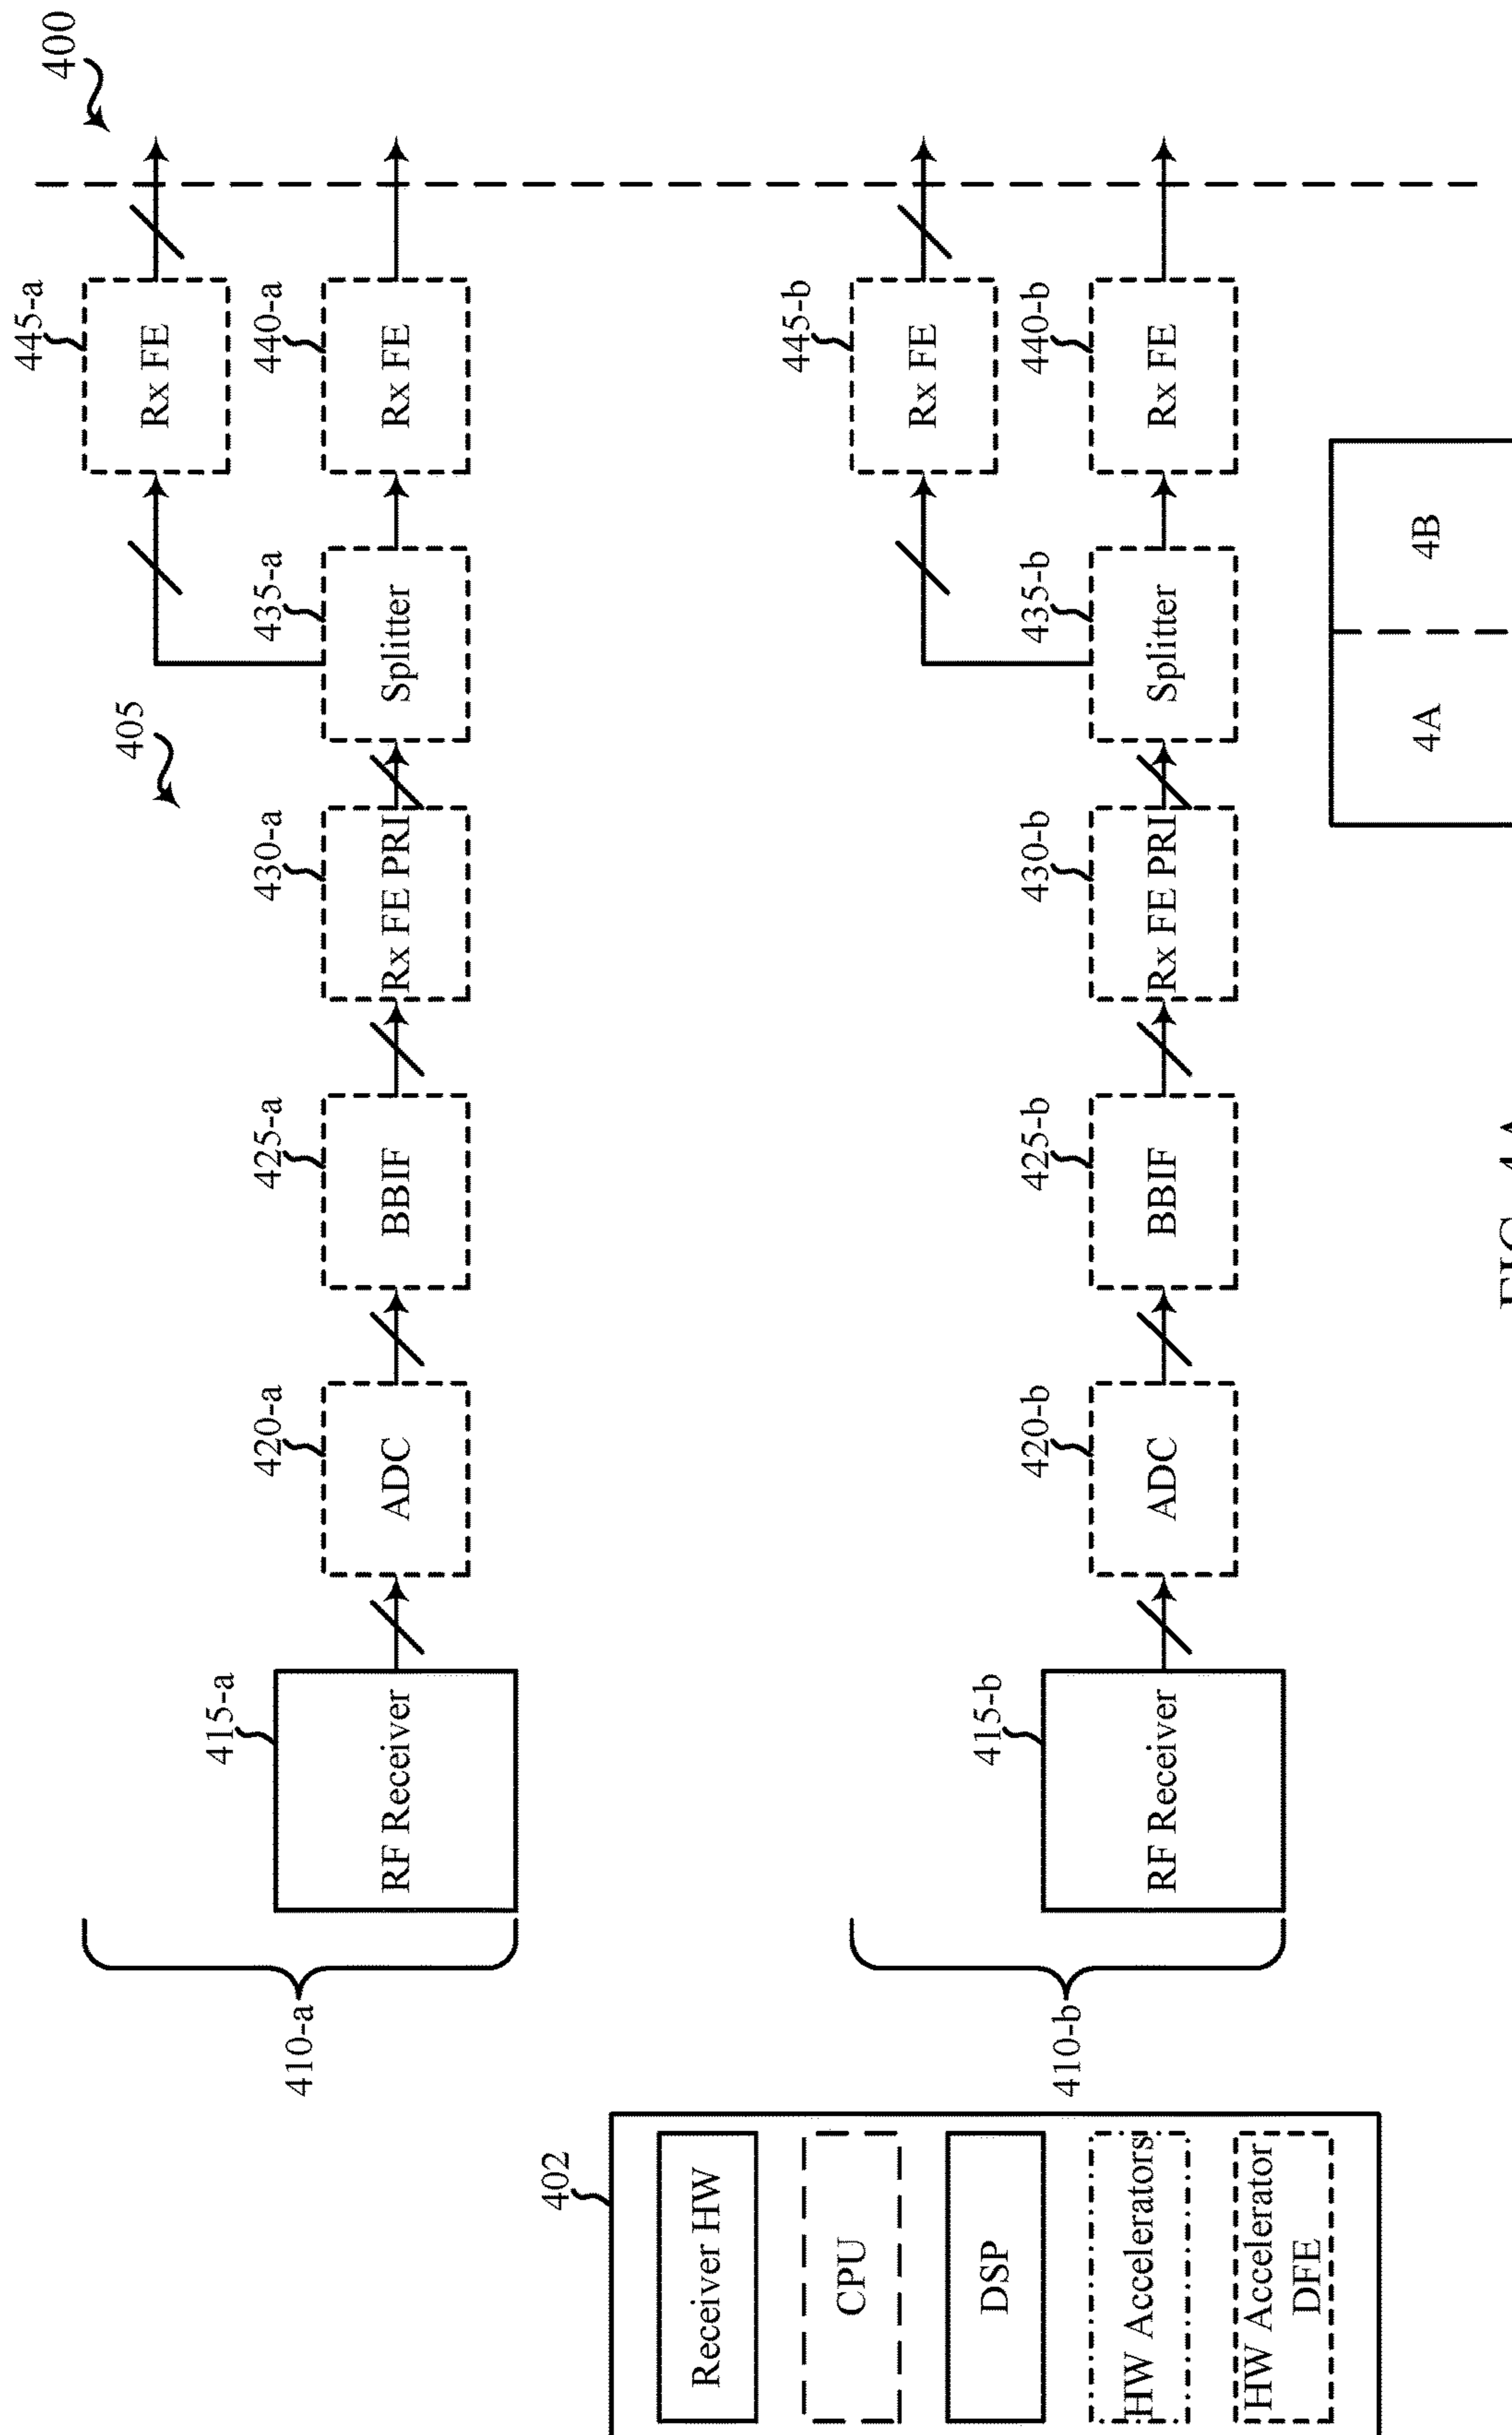 400
405
445-a
Rx FE
415-a
420-a
425-a
430-a
435-a
440-a
RF Receiver
ADC
BBIF
Rx FE PRI
Splitter
Rx FE
410-a
445-b
Rx FE
415-b
420-b
425-b
430-b
435-b
440-b
RF Receiver
ADC
BBIF
Rx FE PRI
Splitter
Rx FE
410-b
402
Receiver HW
CPU
DSP
HW Accelerators
HW Accelerator
DFE
4A
4B